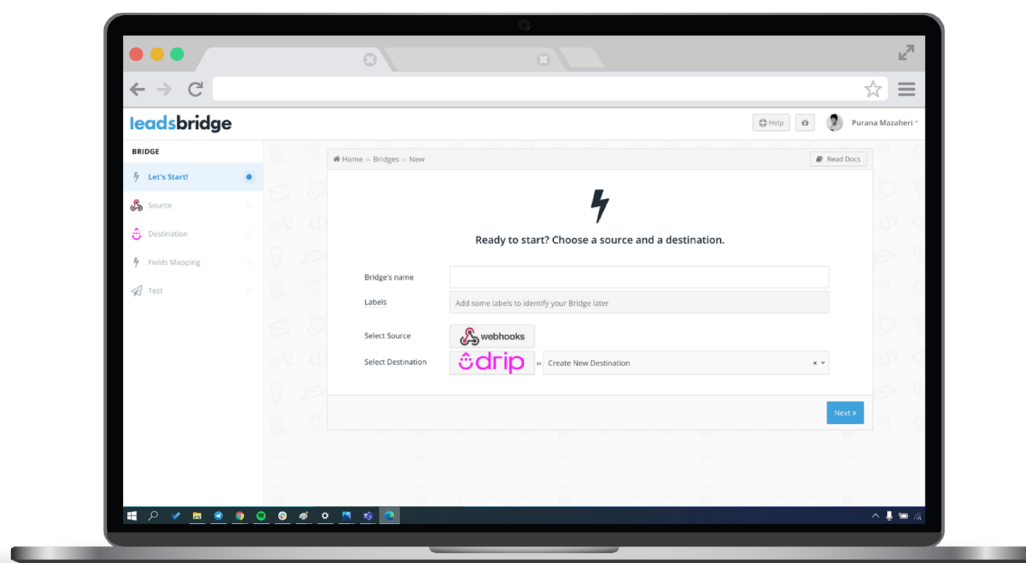 leadsbridge
Help
Purana Mazaheri
BRIDGE
Let's Start!
Source
Destination
Fields Mapping
Test
Home » Bridges » New
Read Docs
Ready to start? Choose a source and a destination.
Bridge's name
Labels
Add some labels to identify your Bridge later
Select Source
webhooks
Select Destination
drip » Create New Destination
Next »